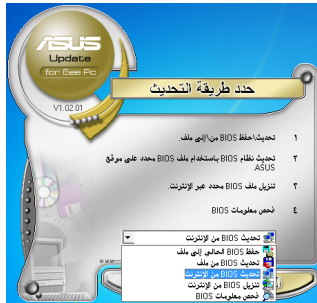 ASUS
Update
for Eee Pc
V1.02.01
حدد طريقة التحديث
١ تحديث\حفظ BIOS من\إلى ملف.
٢ تحديث نظام BIOS باستخدام ملف BIOS محدد على موقع
ASUS.
٣ تنزيل ملف BIOS محدد عبر الإنترنت.
٤ فحص معلومات BIOS
تحديث BIOS من الإنترنت
حفظ BIOS الحالي إلى ملف
تحديث BIOS من ملف
تحديث BIOS من الإنترنت
تنزيل BIOS من الإنترنت
فحص معلومات BIOS